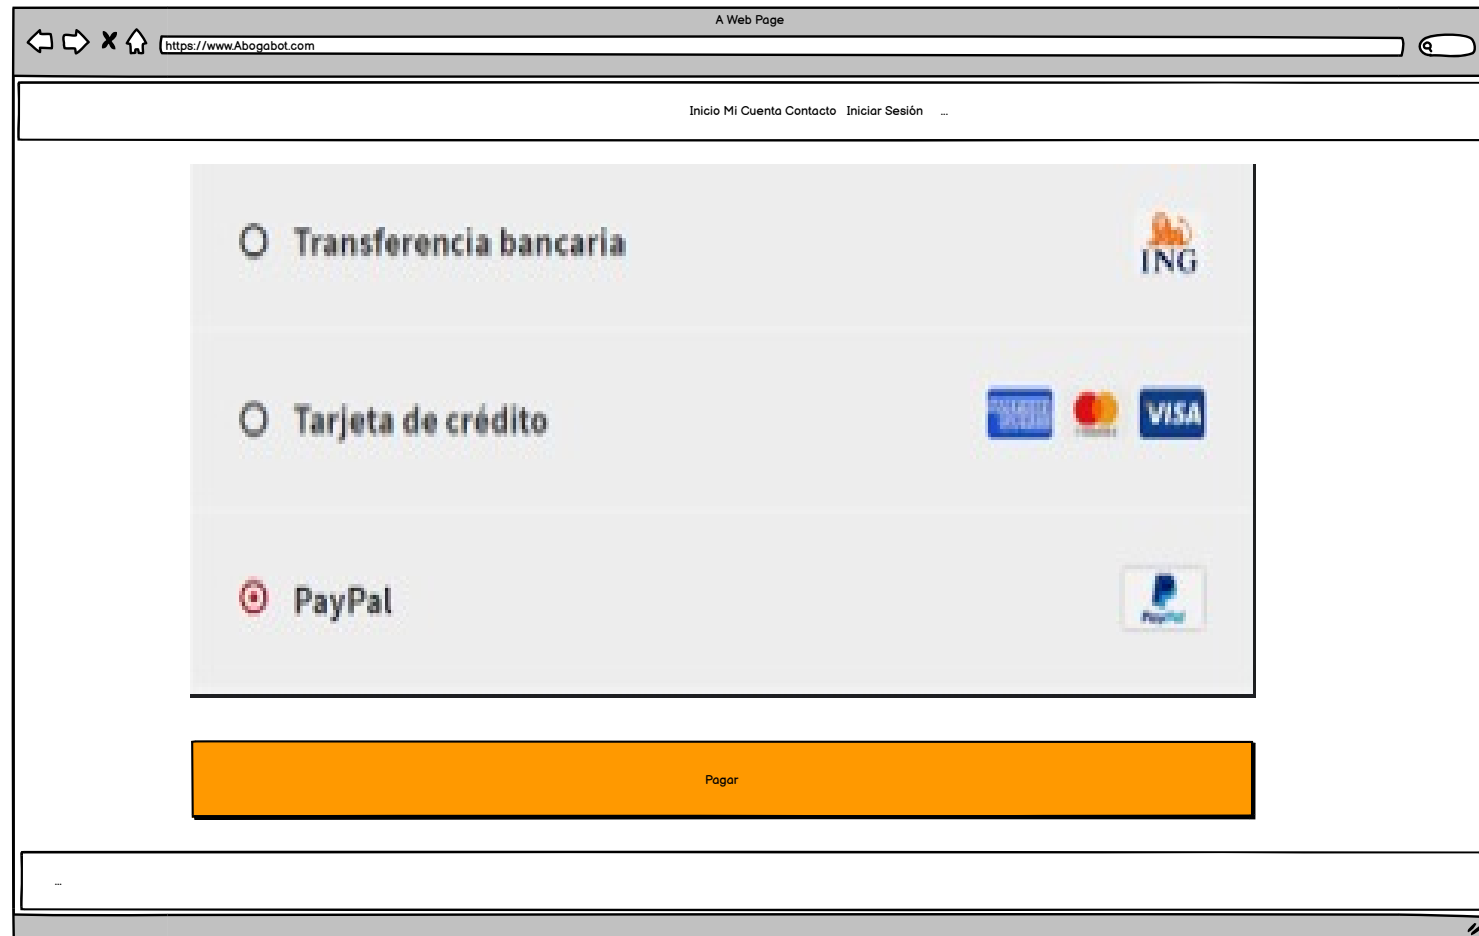 A Web Page
https://www.Abogabot.com
Inicio Mi Cuenta Contacto Iniciar Sesión ...
Transferencia bancaria
ING
Tarjeta de crédito
VISA
PayPal
PayPal
Pagar
...